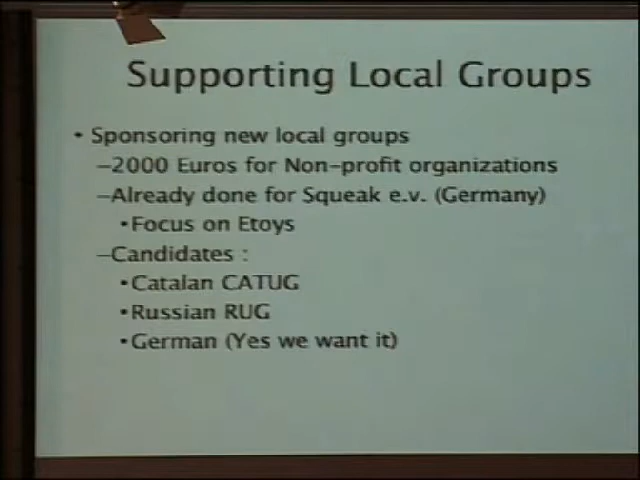 Supporting Local Groups
• Sponsoring new local groups
–2000 Euros for Non-profit organizations
–Already done for Squeak e.v. (Germany)
•Focus on Etoys
–Candidates :
•Catalan CATUG
•Russian RUG
•German (Yes we want it)